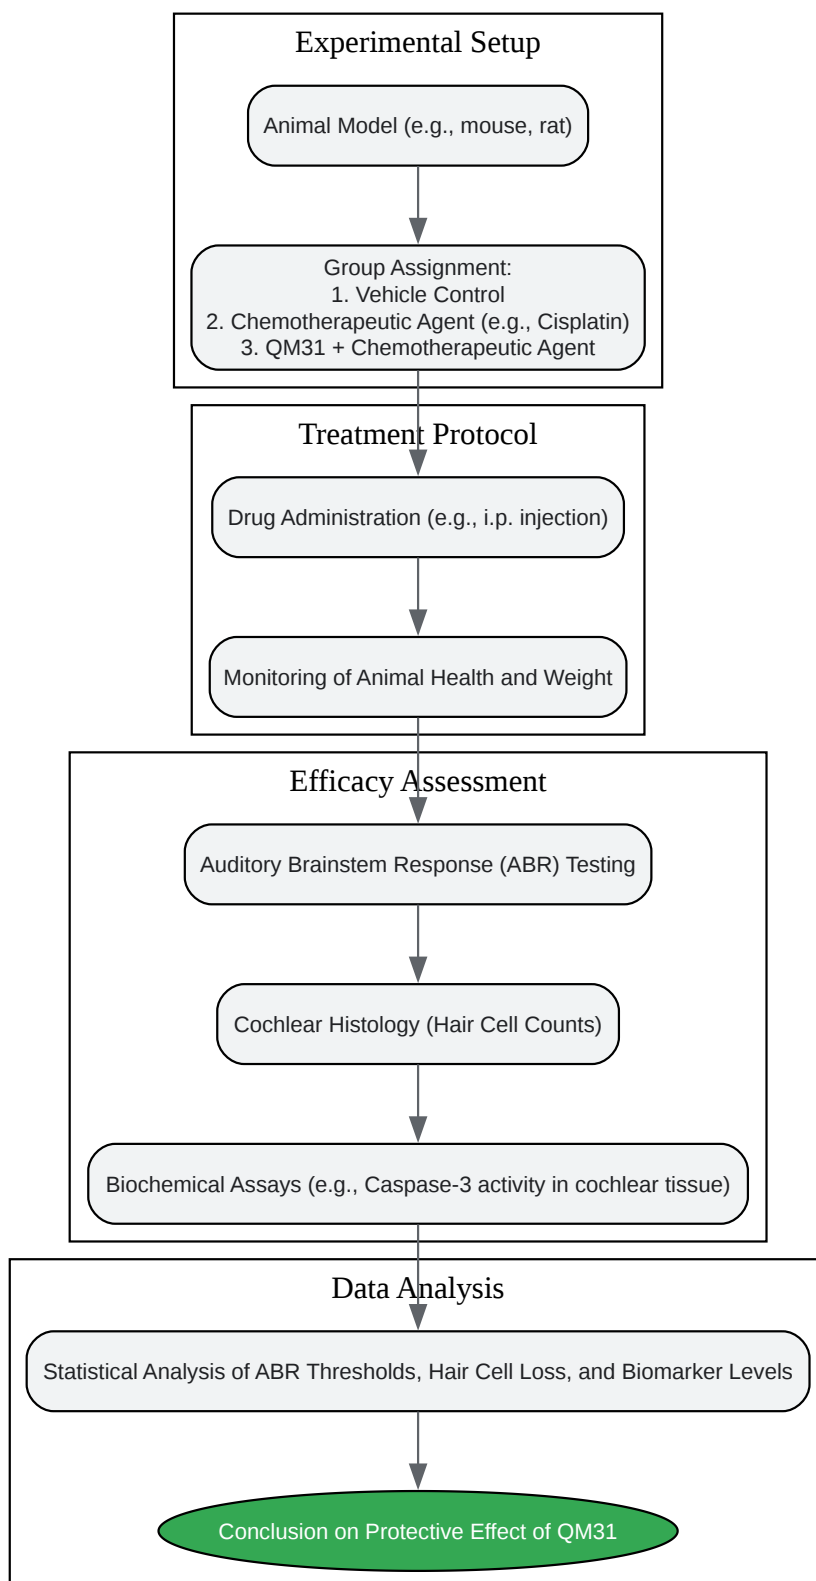 Experimental Setup
Animal Model (e.g., mouse, rat)
Group Assignment:
1. Vehicle Control
2. Chemotherapeutic Agent (e.g., Cisplatin)
3. QM31 + Chemotherapeutic Agent
Treatment Protocol
Drug Administration (e.g., i.p. injection)
Monitoring of Animal Health and Weight
Efficacy Assessment
Auditory Brainstem Response (ABR) Testing
Cochlear Histology (Hair Cell Counts)
Biochemical Assays (e.g., Caspase-3 activity in cochlear tissue)
Data Analysis
Statistical Analysis of ABR Thresholds, Hair Cell Loss, and Biomarker Levels
Conclusion on Protective Effect of QM31